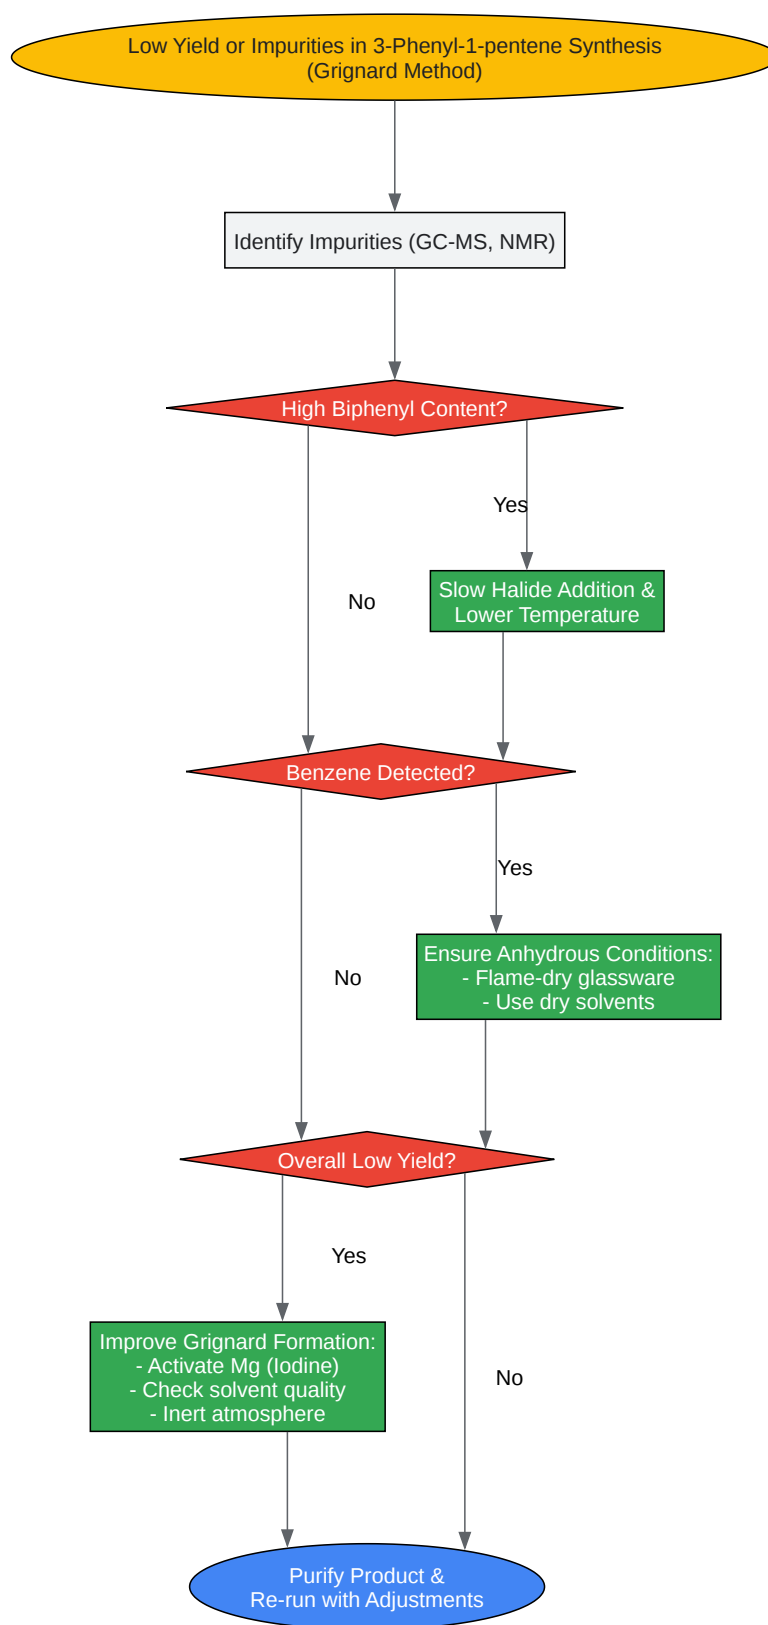 Low Yield or Impurities in 3-Phenyl-1-pentene Synthesis
(Grignard Method)
Identify Impurities (GC-MS, NMR)
High Biphenyl Content?
Yes
Slow Halide Addition &
Lower Temperature
No
Benzene Detected?
Yes
Ensure Anhydrous Conditions:
- Flame-dry glassware
- Use dry solvents
No
Overall Low Yield?
Yes
Improve Grignard Formation:
- Activate Mg (Iodine)
- Check solvent quality
- Inert atmosphere
No
Purify Product &
Re-run with Adjustments